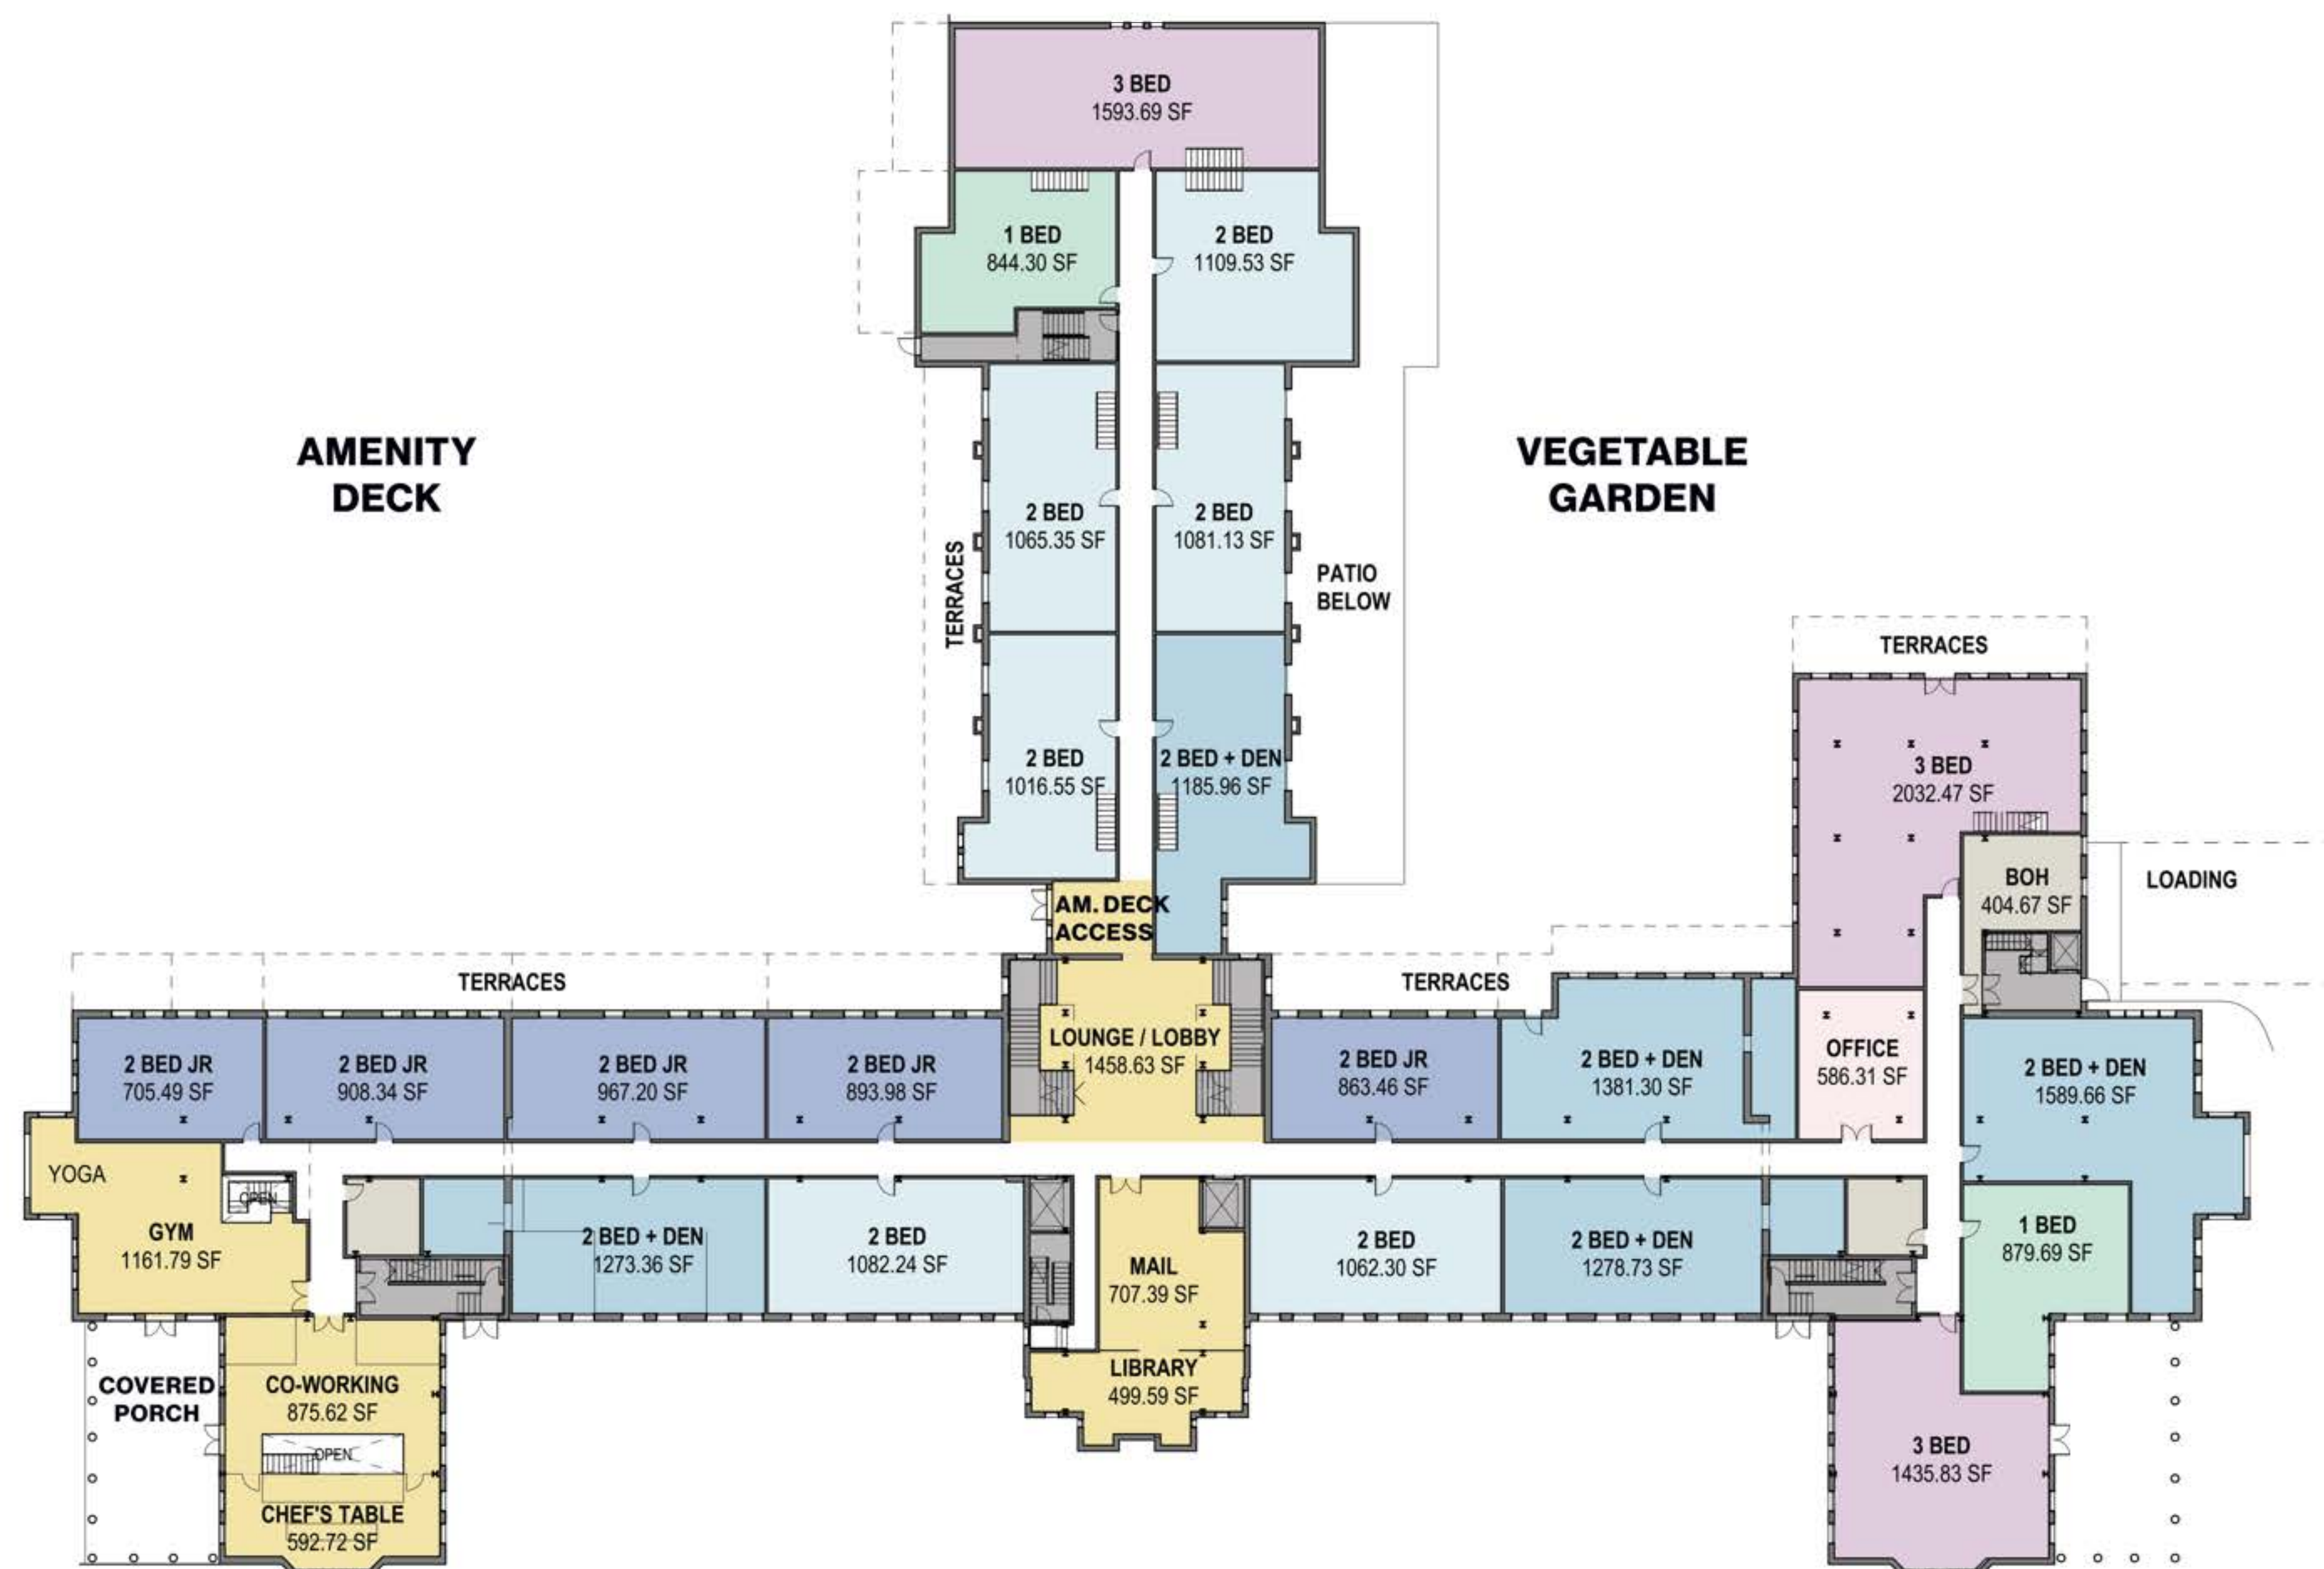 3 BED
1593.69 SF
1 BED
844.30 SF
2 BED
1109.53 SF
AMENITY
DECK
VEGETABLE
GARDEN
2 BED
1065.35 SF
2 BED
1081.13 SF
TERRACES
PATIO
BELOW
TERRACES
2 BED
1016.55 SF
2 BED + DEN
1185.96 SF
3 BED
2032.47 SF
BOH
404.67 SF
LOADING
AM. DECK
ACCESS
TERRACES
TERRACES
2 BED JR
705.49 SF
2 BED JR
908.34 SF
2 BED JR
967.20 SF
2 BED JR
893.98 SF
LOUNGE / LOBBY
1458.63 SF
2 BED JR
863.46 SF
2 BED + DEN
1381.30 SF
OFFICE
586.31 SF
2 BED + DEN
1589.66 SF
YOGA
OPEN
GYM
1161.79 SF
2 BED + DEN
1273.36 SF
2 BED
1082.24 SF
MAIL
707.39 SF
2 BED
1062.30 SF
2 BED + DEN
1278.73 SF
1 BED
879.69 SF
COVERED
PORCH
CO-WORKING
875.62 SF
OPEN
CHEF'S TABLE
592.72 SF
LIBRARY
499.59 SF
3 BED
1435.83 SF